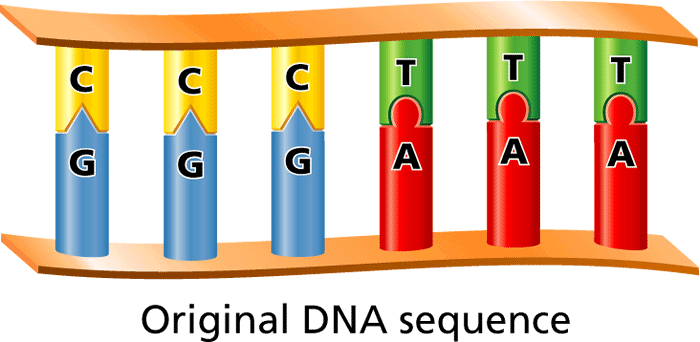 C C C T T T
G G G A A A
Original DNA sequence